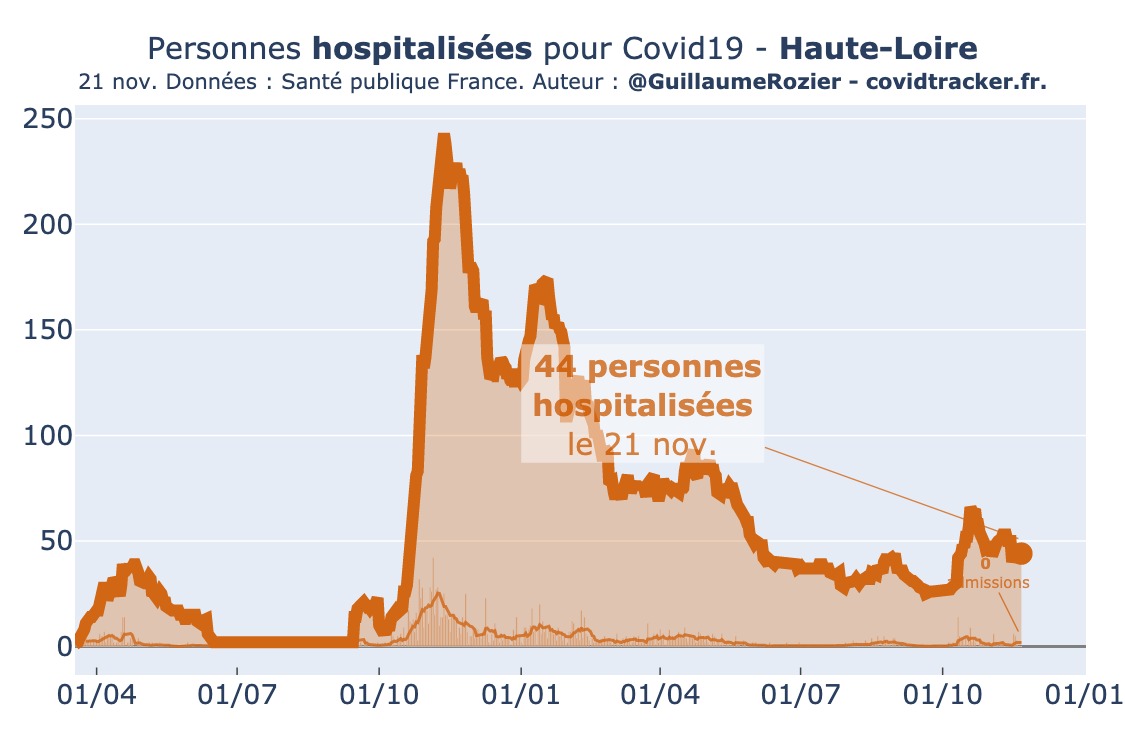 Personnes hospitalisées pour Covid19 - Haute-Loire
21 nov. Données : Santé publique France. Auteur : @GuillaumeRozier - covidtracker.fr.
250
200
150
100
50
0
44 personnes
hospitalisées
le 21 nov.
0
admissions
01/04 01/07 01/10 01/01 01/04 01/07 01/10 01/01